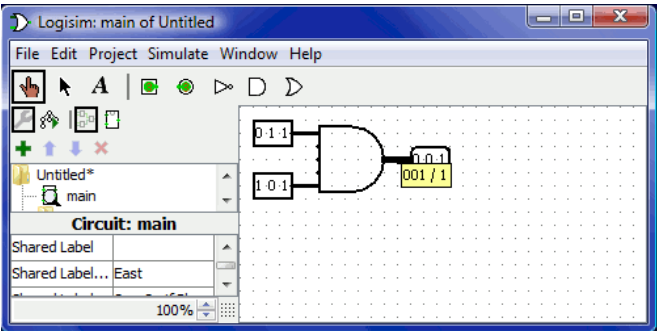 Logisim: main of Untitled
File Edit Project Simulate Window Help
A
Untitled*
main
Circuit: main
Shared Label
Shared Label... East
100%
0 1 1
1 0 1
0 0 1
001 / 1